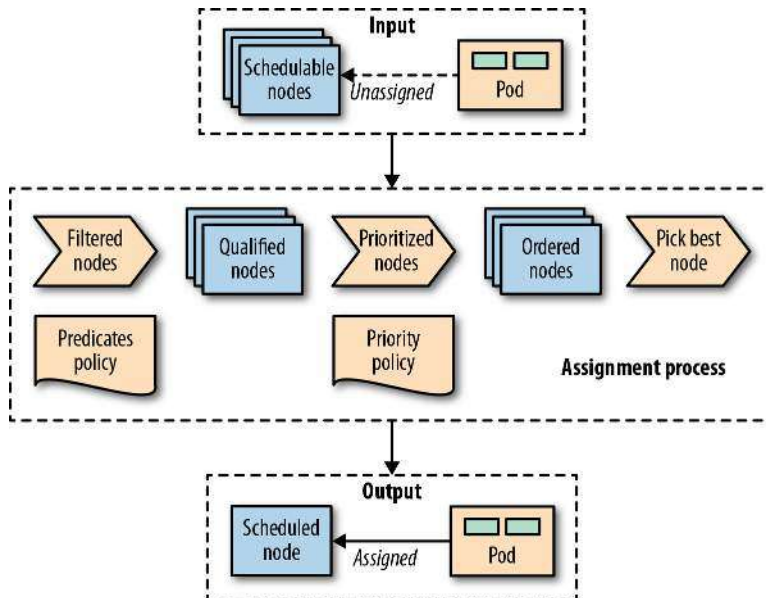 Input
Schedulable
nodes
Unassigned
Pod
Filtered
nodes
Qualified
nodes
Prioritized
nodes
Ordered
nodes
Pick best
node
Predicates
policy
Priority
policy
Assignment process
Output
Scheduled
node
Assigned
Pod